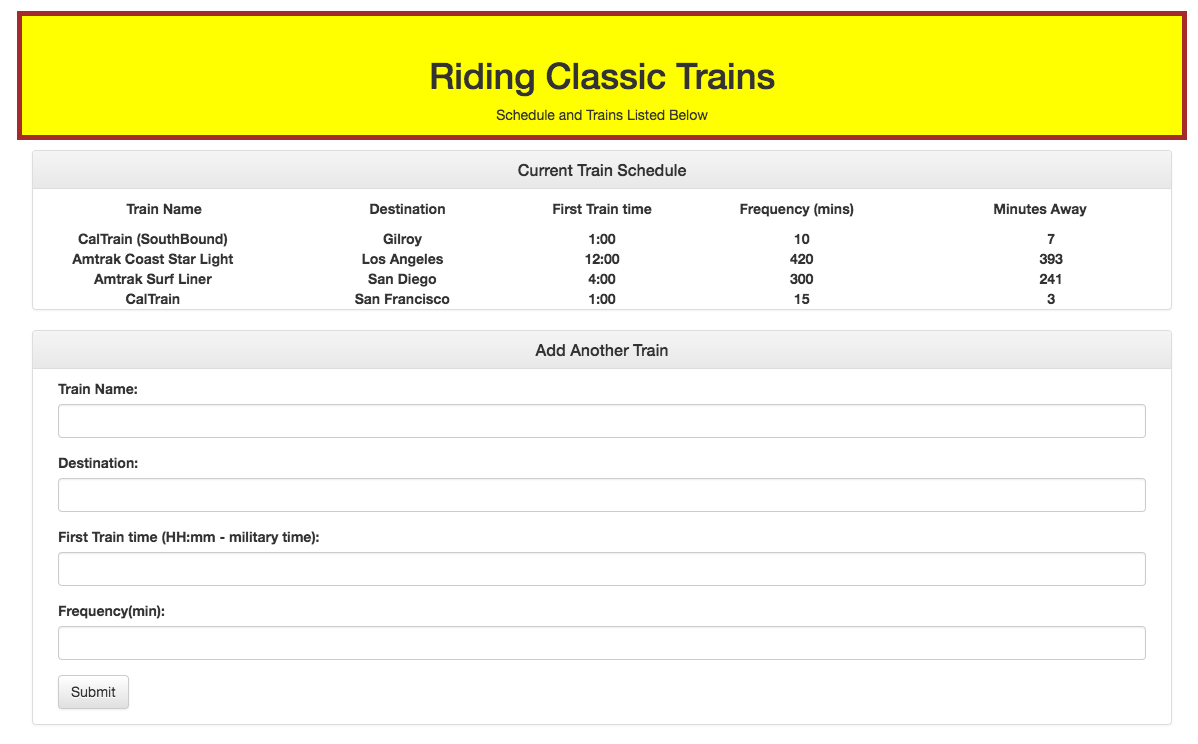 Riding Classic Trains
Schedule and Trains Listed Below
Current Train Schedule
Train Name Destination First Train time Frequency (mins) Minutes Away
CalTrain (SouthBound) Gilroy 1:00 10 7
Amtrak Coast Star Light Los Angeles 12:00 420 393
Amtrak Surf Liner San Diego 4:00 300 241
CalTrain San Francisco 1:00 15 3
Add Another Train
Train Name:
Destination:
First Train time (HH:mm - military time):
Frequency(min):
Submit